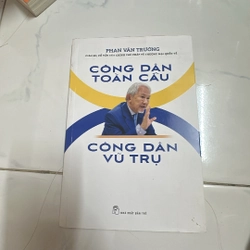 PHAN VĂN TRƯỜNG
CÔNG DÂN
TOÀN CẦU
CÔNG DÂN
VŨ TRỤ